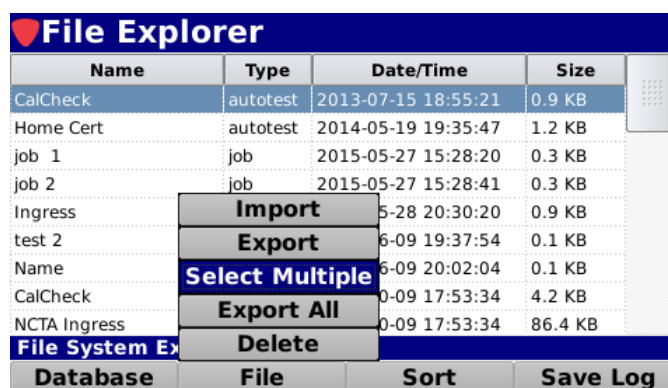 File Explorer
Name Type Date/Time Size
CalCheck autotest 2013-07-15 18:55:21 0.9 KB
Home Cert autotest 2014-05-19 19:35:47 1.2 KB
job 1 job 2015-05-27 15:28:20 0.3 KB
job 2 job 2015-05-27 15:28:41 0.3 KB
Ingress 5-28 20:30:20 0.9 KB
test 2 6-09 19:37:54 0.1 KB
Name 6-09 20:02:04 0.1 KB
CalCheck 0-09 17:53:34 4.2 KB
NCTA Ingress 0-09 17:53:34 86.4 KB
Import
Export
Select Multiple
Export All
Delete
File System Ex
Database File Sort Save Log